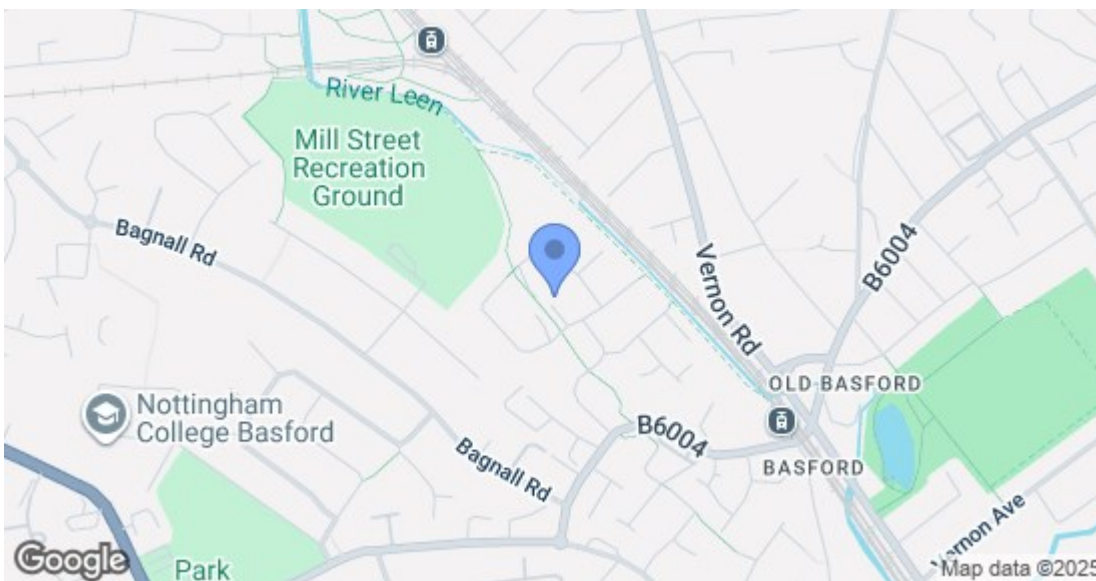 River Leen
Mill Street
Recreation
Ground
Bagnall Rd
Vernon Rd
B6004
OLD BASFORD
Nottingham
College Basford
B6004
BASFORD
Bagnall Rd
Vernon Ave
Park
Google
Map data ©2025